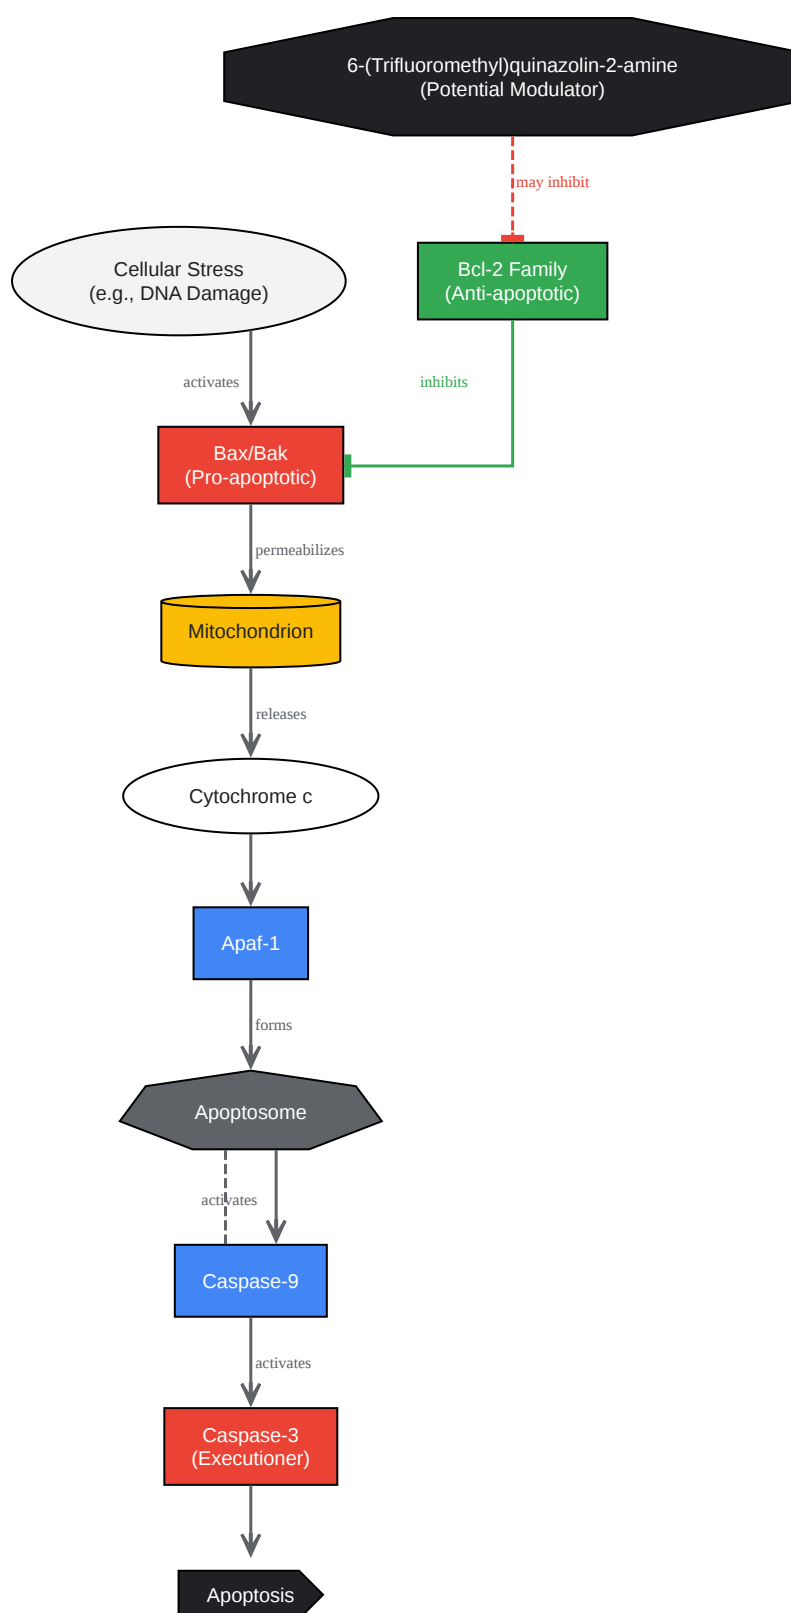 6-(Trifluoromethyl)quinazolin-2-amine
(Potential Modulator)
may inhibit
Cellular Stress
(e.g., DNA Damage)
Bcl-2 Family
(Anti-apoptotic)
activates
inhibits
Bax/Bak
(Pro-apoptotic)
permeabilizes
Mitochondrion
releases
Cytochrome c
Apaf-1
forms
Apoptosome
activates
Caspase-9
activates
Caspase-3
(Executioner)
Apoptosis